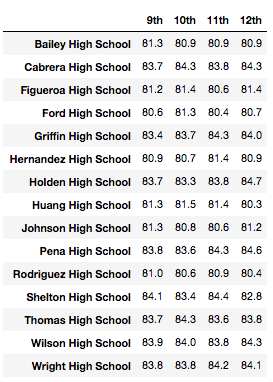 9th 10th 11th 12th
Bailey High School 81.3 80.9 80.9 80.9
Cabrera High School 83.7 84.3 83.8 84.3
Figueroa High School 81.2 81.4 80.6 81.4
Ford High School 80.6 81.3 80.4 80.7
Griffin High School 83.4 83.7 84.3 84.0
Hernandez High School 80.9 80.7 81.4 80.9
Holden High School 83.7 83.3 83.8 84.7
Huang High School 81.3 81.5 81.4 80.3
Johnson High School 81.3 80.8 80.6 81.2
Pena High School 83.8 83.6 84.3 84.6
Rodriguez High School 81.0 80.6 80.9 80.4
Shelton High School 84.1 83.4 84.4 82.8
Thomas High School 83.7 84.3 83.6 83.8
Wilson High School 83.9 84.0 83.8 84.3
Wright High School 83.8 83.8 84.2 84.1